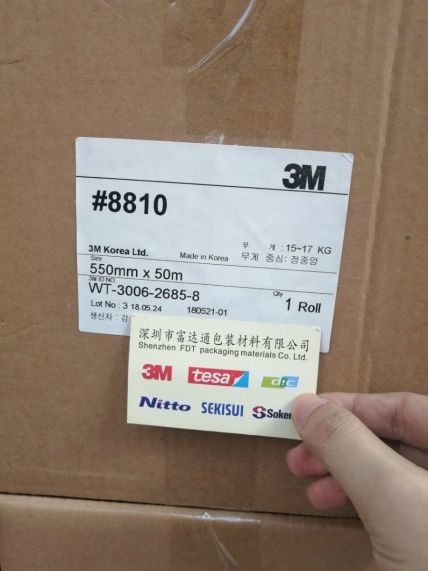 3M
#8810
3M Korea Ltd.
Made in Korea
무 게 : 15~17 KG
무게 중심: 정중앙
Size
550mm x 50m
3M ID NO.
WT-3006-2685-8
Qty
1 Roll
Lot No : 3 18.05.24 180521-01
생산자 : 김
深圳市富达通包装材料有限公司
Shenzhen FDT packaging materials Co. Ltd.
3M tesa dic
Nitto SEKISUI Soken